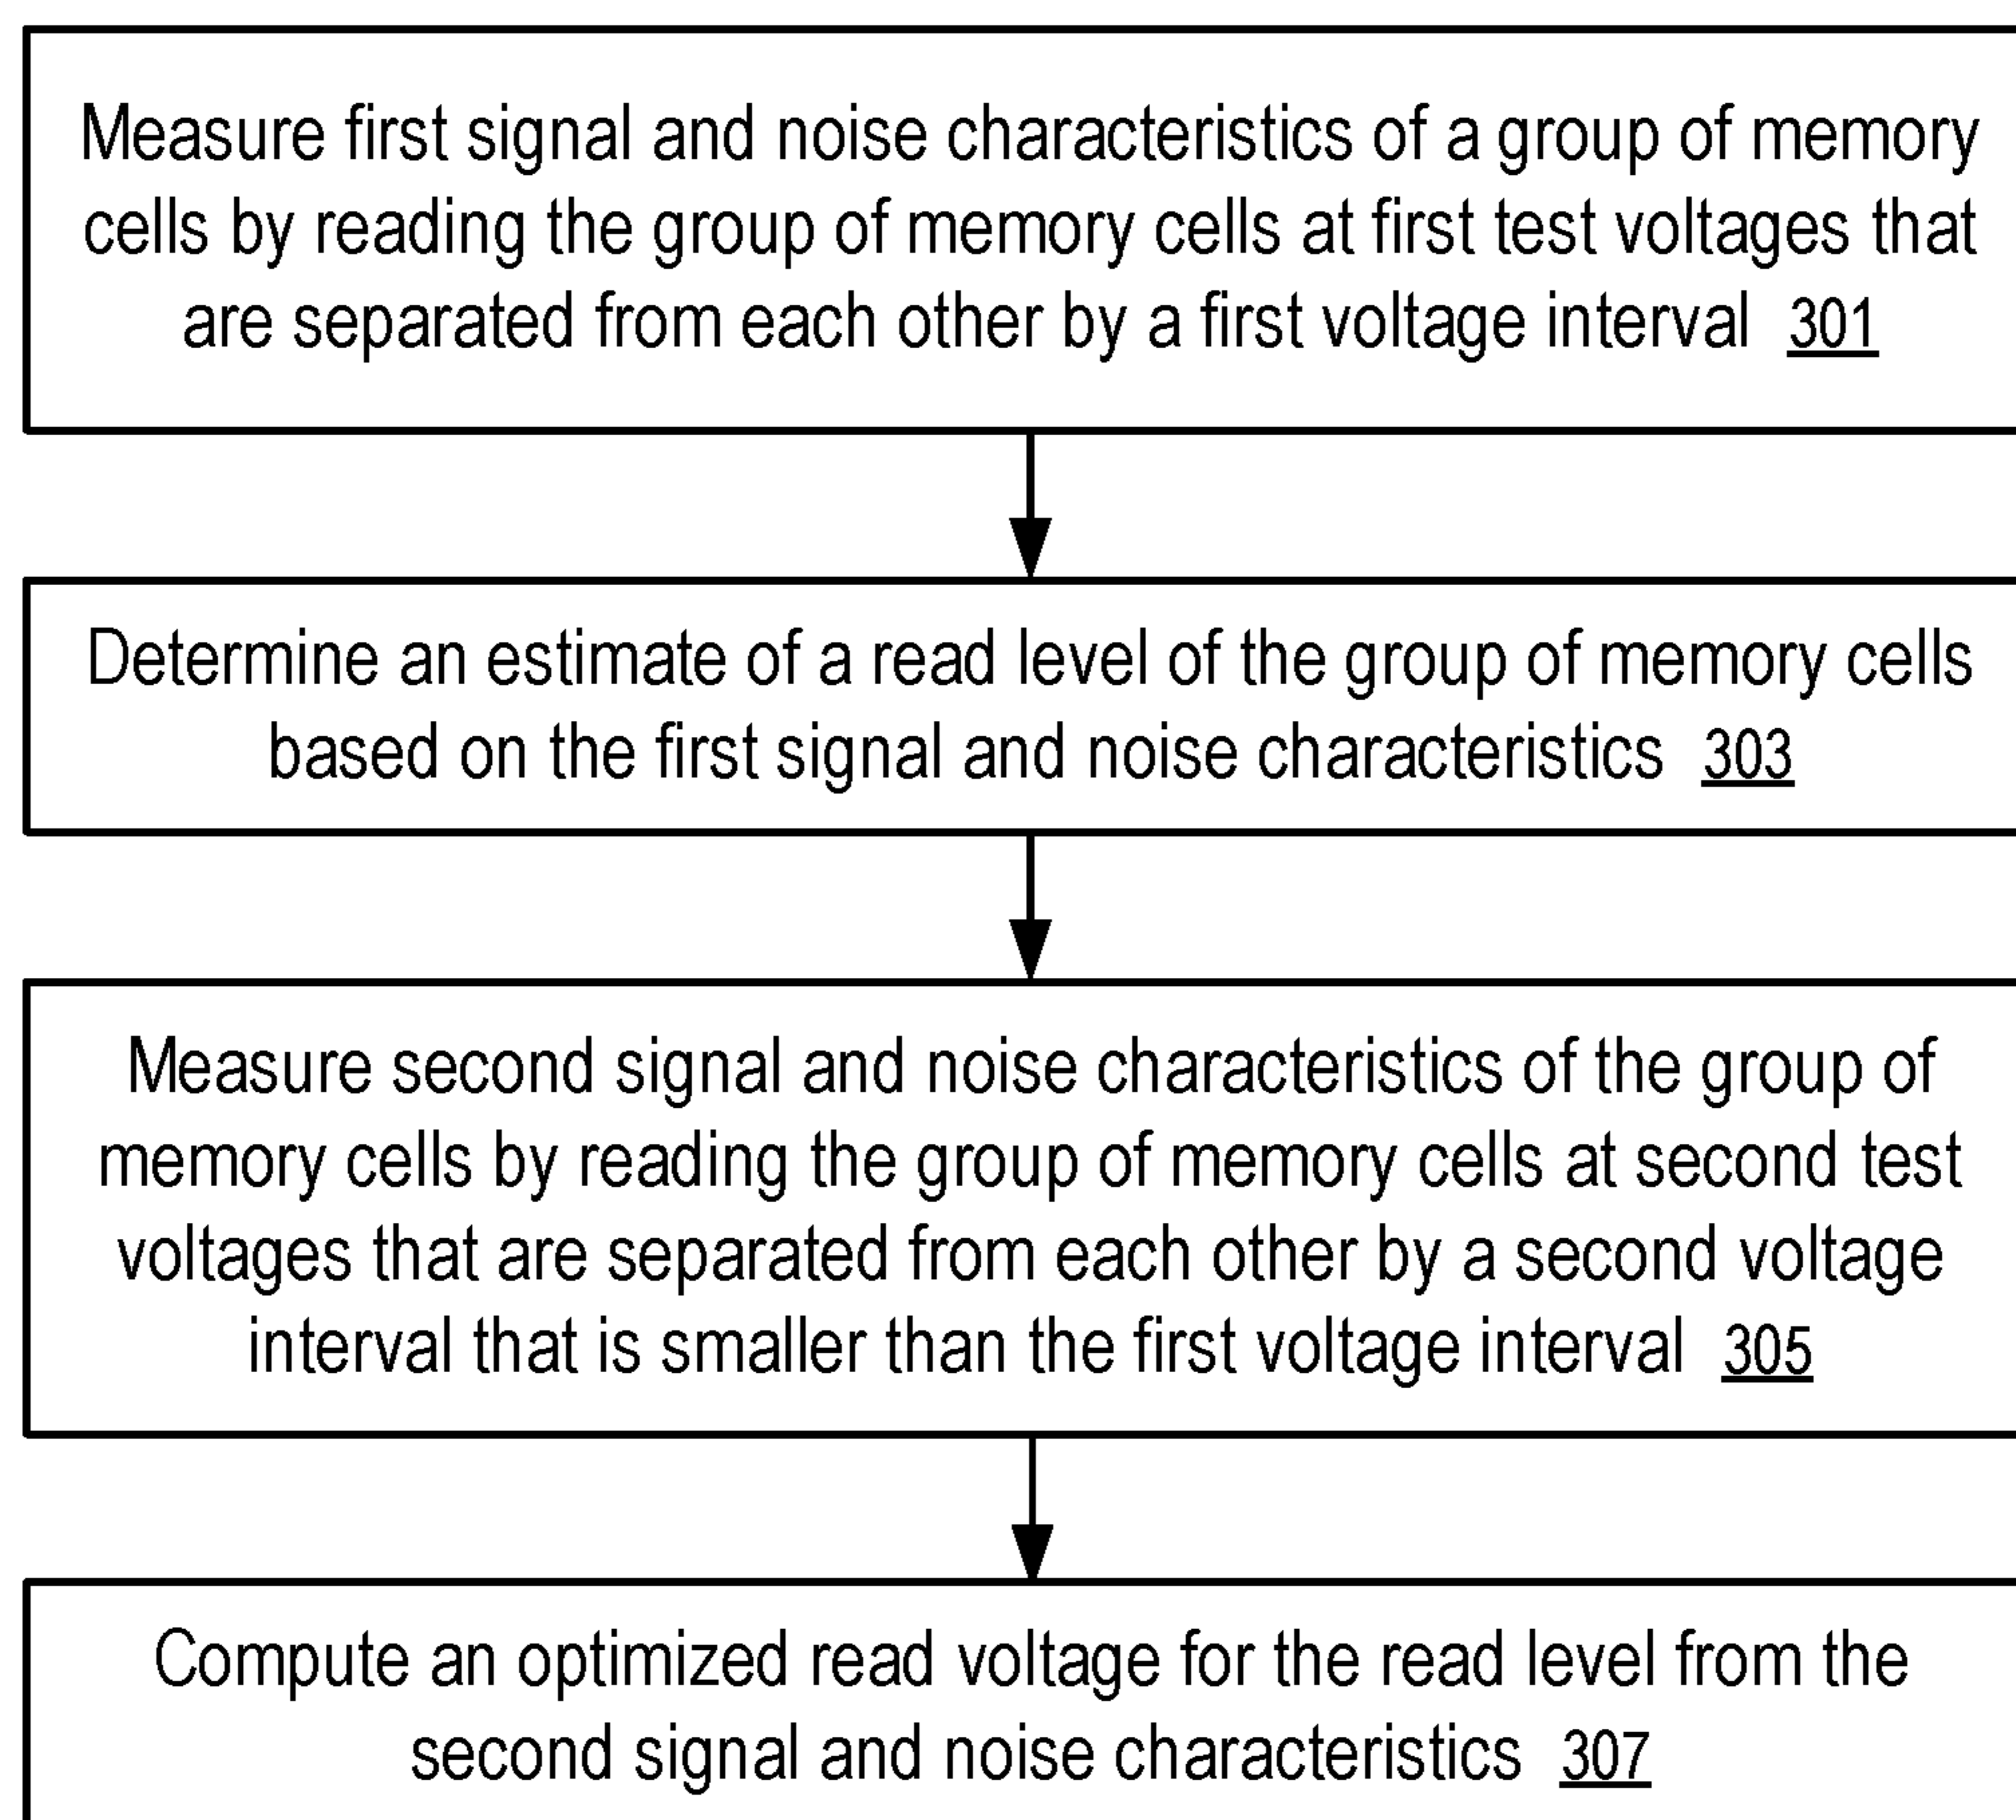 Measure first signal and noise characteristics of a group of memory
cells by reading the group of memory cells at first test voltages that
are separated from each other by a first voltage interval 301
Determine an estimate of a read level of the group of memory cells
based on the first signal and noise characteristics 303
Measure second signal and noise characteristics of the group of
memory cells by reading the group of memory cells at second test
voltages that are separated from each other by a second voltage
interval that is smaller than the first voltage interval 305
Compute an optimized read voltage for the read level from the
second signal and noise characteristics 307